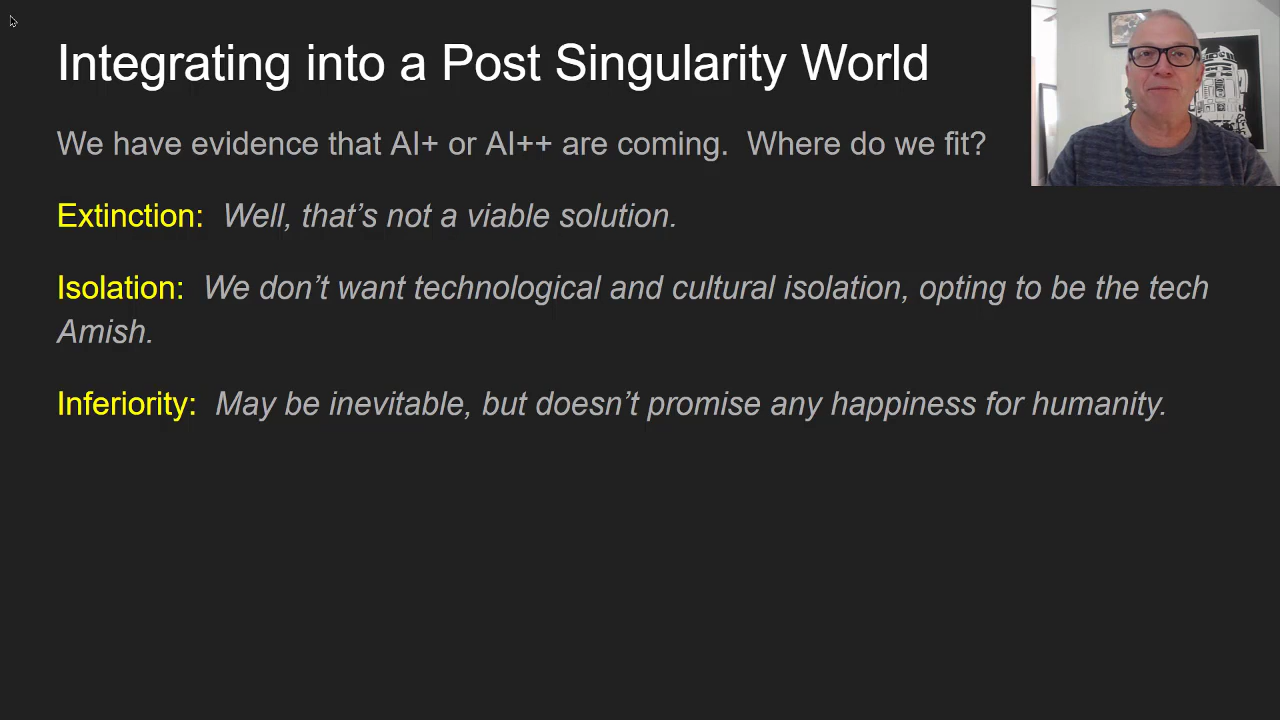 Integrating into a Post Singularity World
We have evidence that AI+ or AI++ are coming.  Where do we fit?
Extinction:  Well, that's not a viable solution.
Isolation:  We don't want technological and cultural isolation, opting to be the tech
Amish.
Inferiority:  May be inevitable, but doesn't promise any happiness for humanity.